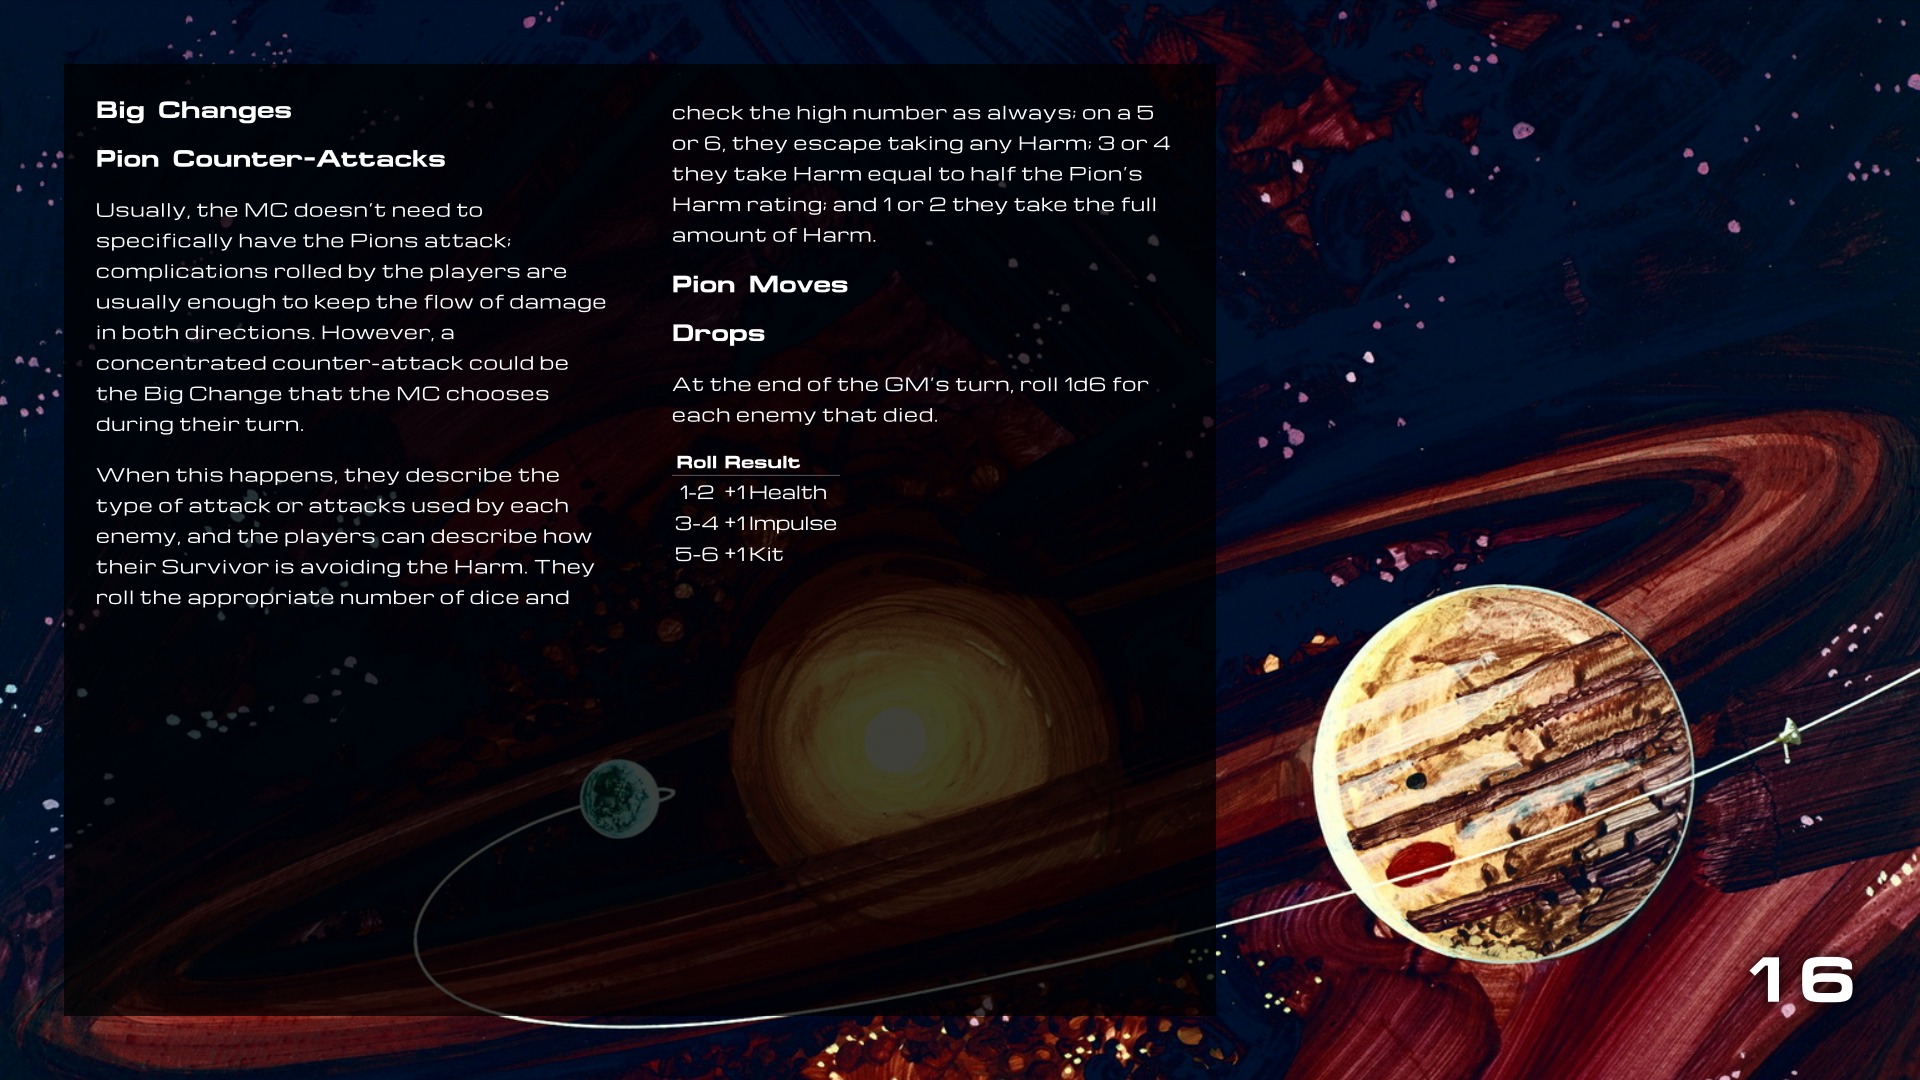 Big Changes
Pion Counter-Attacks
Usually, the MC doesn't need to
specifically have the Pions attack;
complications rolled by the players are
usually enough to keep the flow of damage
in both directions. However, a
concentrated counter-attack could be
the Big Change that the MC chooses
during their turn.
When this happens, they describe the
type of attack or attacks used by each
enemy, and the players can describe how
their Survivor is avoiding the Harm. They
roll the appropriate number of dice and
check the high number as always; on a 5
or 6, they escape taking any Harm; 3 or 4
they take Harm equal to half the Pion's
Harm rating; and 1 or 2 they take the full
amount of Harm.
Pion Moves
Drops
At the end of the GM's turn, roll 1d6 for
each enemy that died.
Roll Result
1-2 +1 Health
3-4 +1 Impulse
5-6 +1 Kit
16